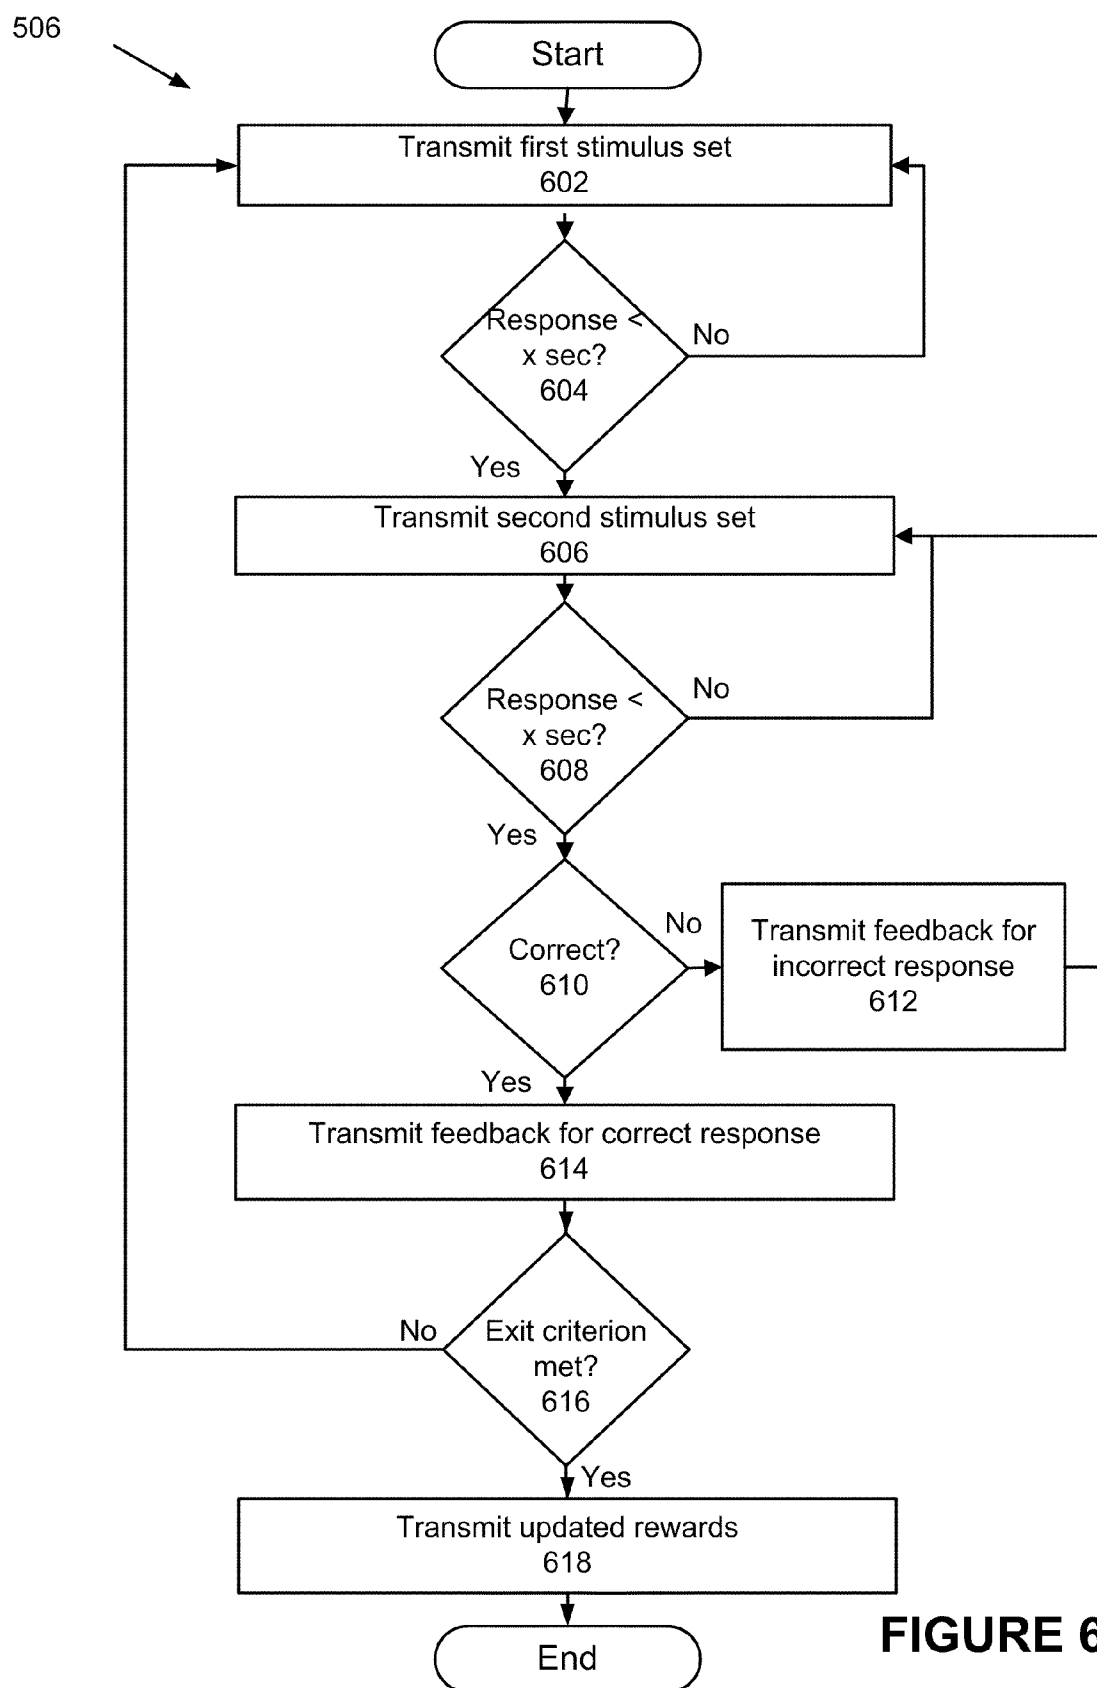 506
Start
Transmit first stimulus set
602
Response <
x sec?
604
No
Yes
Transmit second stimulus set
606
Response <
x sec?
608
No
Yes
Correct?
610
No
Transmit feedback for
incorrect response
612
Yes
Transmit feedback for correct response
614
Exit criterion
met?
616
No
Yes
Transmit updated rewards
618
End
FIGURE 6